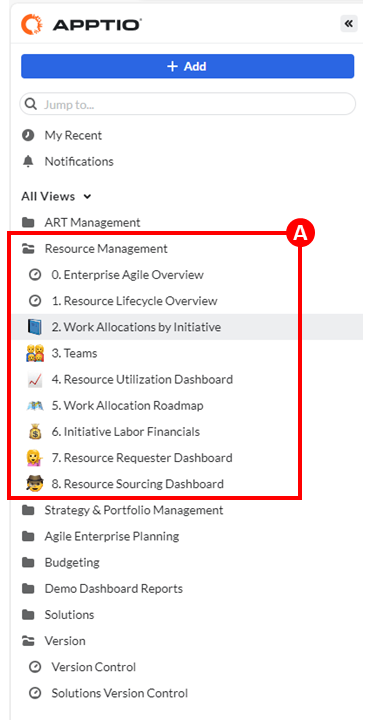 APPTIO
«
+ Add
Jump to...
My Recent
Notifications
All Views
ART Management
A
Resource Management
0. Enterprise Agile Overview
1. Resource Lifecycle Overview
2. Work Allocations by Initiative
3. Teams
4. Resource Utilization Dashboard
5. Work Allocation Roadmap
6. Initiative Labor Financials
7. Resource Requester Dashboard
8. Resource Sourcing Dashboard
Strategy & Portfolio Management
Agile Enterprise Planning
Budgeting
Demo Dashboard Reports
Solutions
Version
Version Control
Solutions Version Control